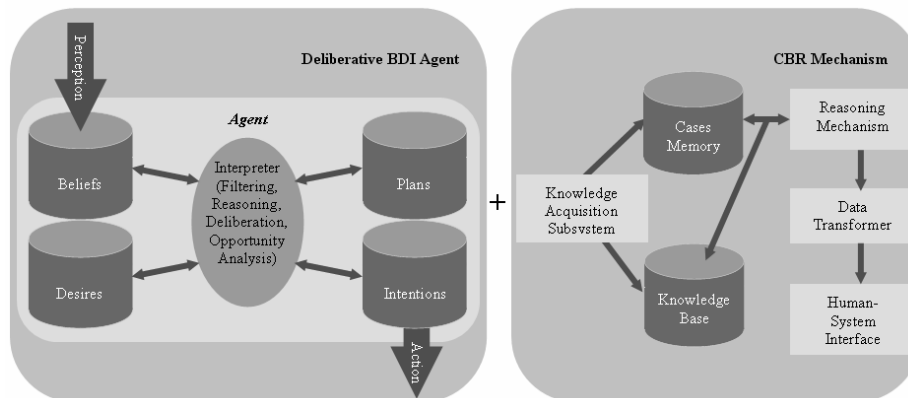 Perception
Deliberative BDI Agent
Agent
Beliefs
Interpreter
(Filtering,
Reasoning,
Deliberation,
Opportunity
Analysis)
Plans
Desires
Intentions
Action
+
CBR Mechanism
Cases
Memory
Reasoning
Mechanism
Knowledge
Acquisition
Subsystem
Data
Transformer
Knowledge
Base
Human-
System
Interface